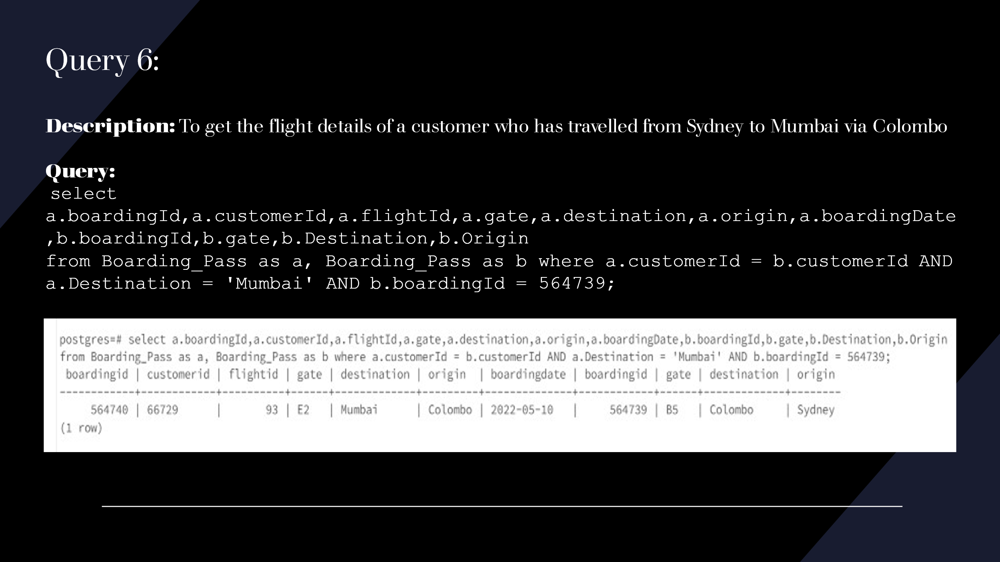 Query 6:
Description: To get the flight details of a customer who has travelled from Sydney to Mumbai via Colombo
Query:
select
a.boardingId,a.customerId,a.flightId,a.gate,a.destination,a.origin,a.boardingDate
,b.boardingId,b.gate,b.Destination,b.Origin
from Boarding_Pass as a, Boarding_Pass as b where a.customerId = b.customerId AND
a.Destination = 'Mumbai' AND b.boardingId = 564739;
postgres=# select a.boardingId,a.customerId,a.flightId,a.gate,a.destination,a.origin,a.boardingDate,b.boardingId,b.gate,b.Destination,b.Origin
from Boarding_Pass as a, Boarding_Pass as b where a.customerId = b.customerId AND a.Destination = 'Mumbai' AND b.boardingId = 564739;
boardingid | customerid | flightid | gate | destination | origin | boardingdate | boardingid | gate | destination | origin
------------+------------+----------+------+-------------+---------+--------------+------------+------+-------------+--------
564740 | 66729 | 93 | E2 | Mumbai | Colombo | 2022-05-10 | 564739 | B5 | Colombo | Sydney
(1 row)